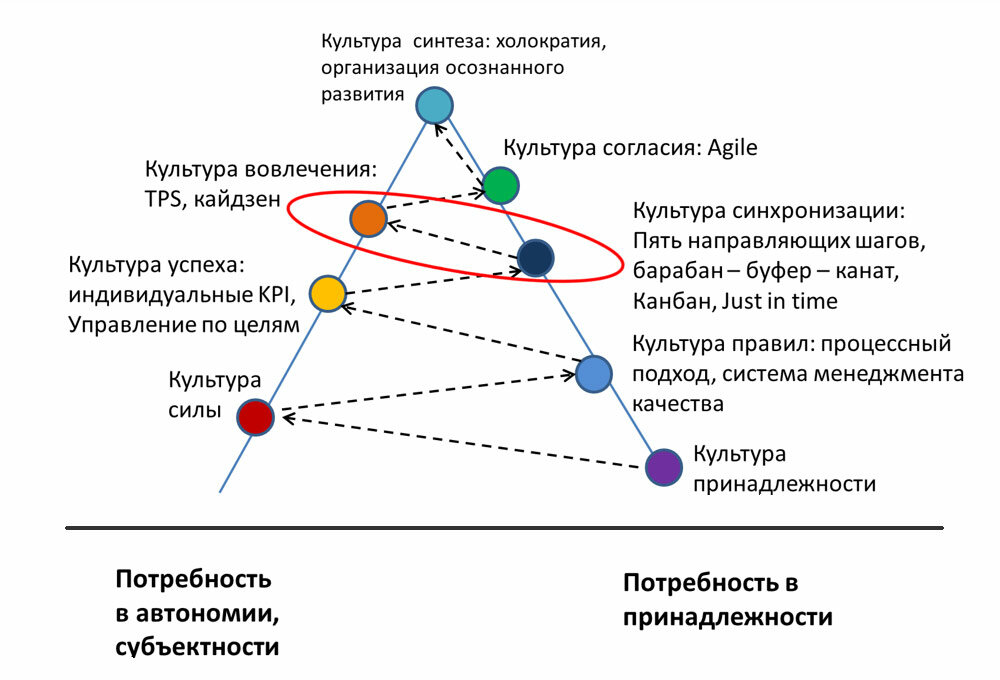 Культура синтеза: холократия,
организация осознанного
развития
Культура согласия: Agile
Культура вовлечения:
TPS, кайдзен
Культура синхронизации:
Пять направляющих шагов,
барабан – буфер – канат,
Канбан, Just in time
Культура успеха:
индивидуальные KPI,
Управление по целям
Культура правил: процессный
подход, система менеджмента
качества
Культура
силы
Культура
принадлежности
Потребность
в автономии,
субъектности
Потребность в
принадлежности